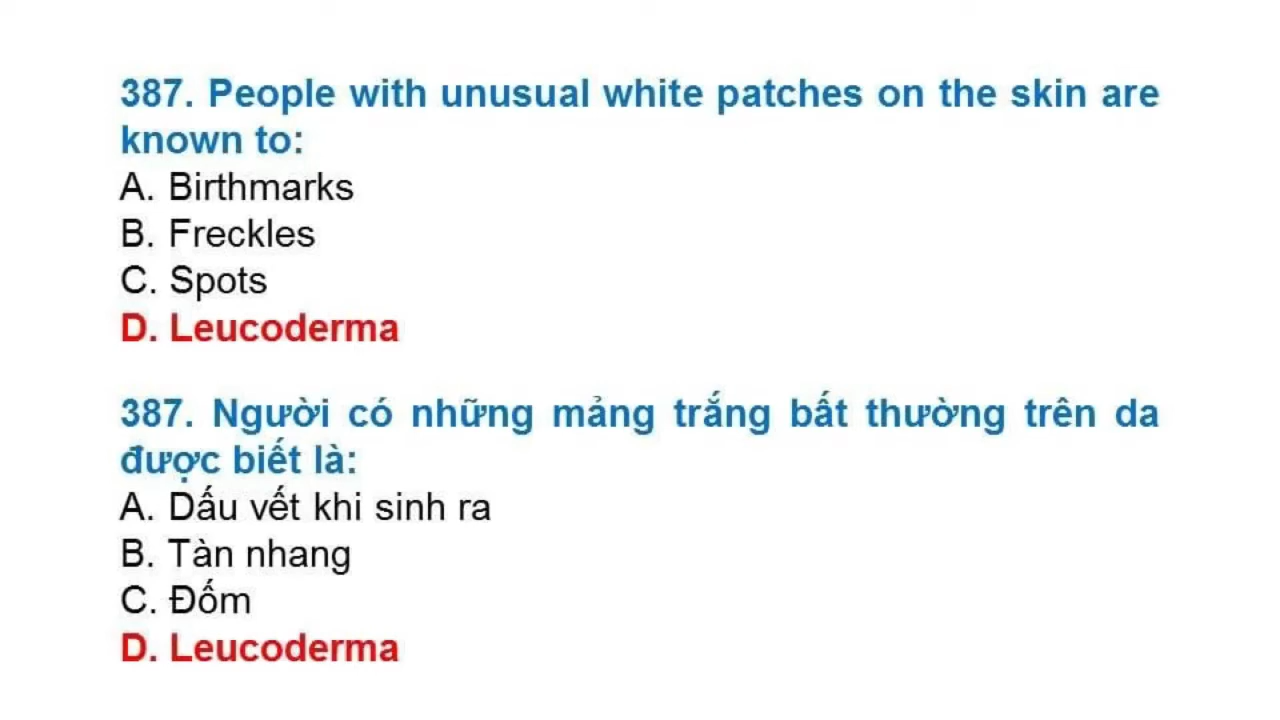 387. People with unusual white patches on the skin are
known to:
A. Birthmarks
B. Freckles
C. Spots
D. Leucoderma
387. Người có những mảng trắng bất thường trên da
được biết là:
A. Dấu vết khi sinh ra
B. Tàn nhang
C. Đốm
D. Leucoderma